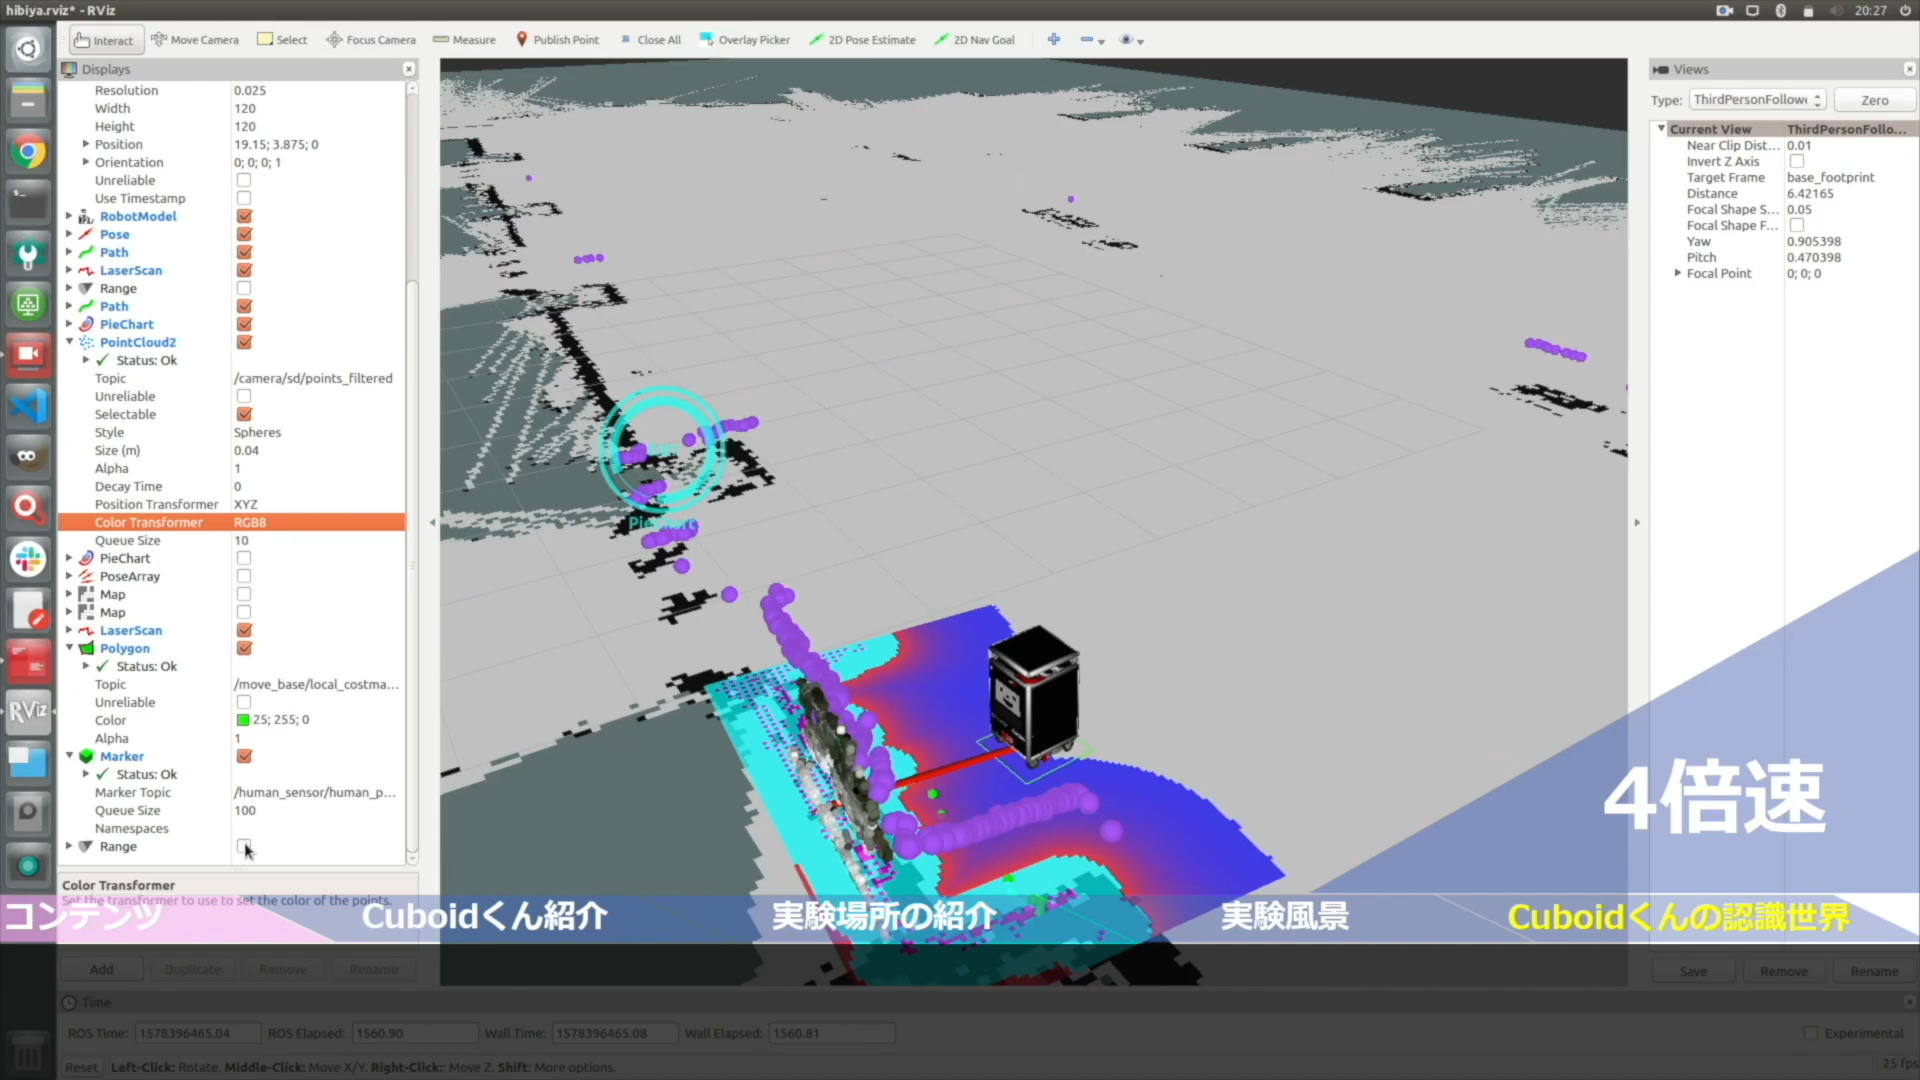 hibiya.rviz* - RViz
20:27
Interact
Move Camera
Select
Focus Camera
Measure
Publish Point
Close All
Overlay Picker
2D Pose Estimate
2D Nav Goal
Displays
Resolution 0.025
Width 120
Height 120
Position 19.15; 3.875; 0
Orientation 0; 0; 0; 1
Unreliable
Use Timestamp
RobotModel
Pose
Path
LaserScan
Range
Path
PieChart
PointCloud2
Status: Ok
Topic /camera/sd/points_filtered
Unreliable
Selectable
Style Spheres
Size (m) 0.04
Alpha 1
Decay Time 0
Position Transformer XYZ
Color Transformer RGB8
Queue Size 10
PieChart
PoseArray
Map
Map
LaserScan
Polygon
Status: Ok
Topic /move_base/local_costma...
Unreliable
Color 25; 255; 0
Alpha 1
Marker
Status: Ok
Marker Topic /human_sensor/human_p...
Queue Size 100
Namespaces
Range
Color Transformer
Set the transformer to use to set the color of the points.
Add
Duplicate
Remove
Rename
Views
Type: ThirdPersonFollowe
Zero
Current View ThirdPersonFollo...
Near Clip Dist... 0.01
Invert Z Axis
Target Frame base_footprint
Distance 6.42165
Focal Shape S... 0.05
Focal Shape F...
Yaw 0.905398
Pitch 0.470398
Focal Point 0; 0; 0
Save
Remove
Rename
RViz
PieChart
4倍速
コンテンツ
Cuboidくん紹介
実験場所の紹介
実験風景
Cuboidくんの認識世界
Time
ROS Time: 1578396465.04
ROS Elapsed: 1560.90
Wall Time: 1578396465.08
Wall Elapsed: 1560.81
Experimental
Reset
Left-Click: Rotate. Middle-Click: Move X/Y. Right-Click:: Move Z. Shift: More options.
25 fps